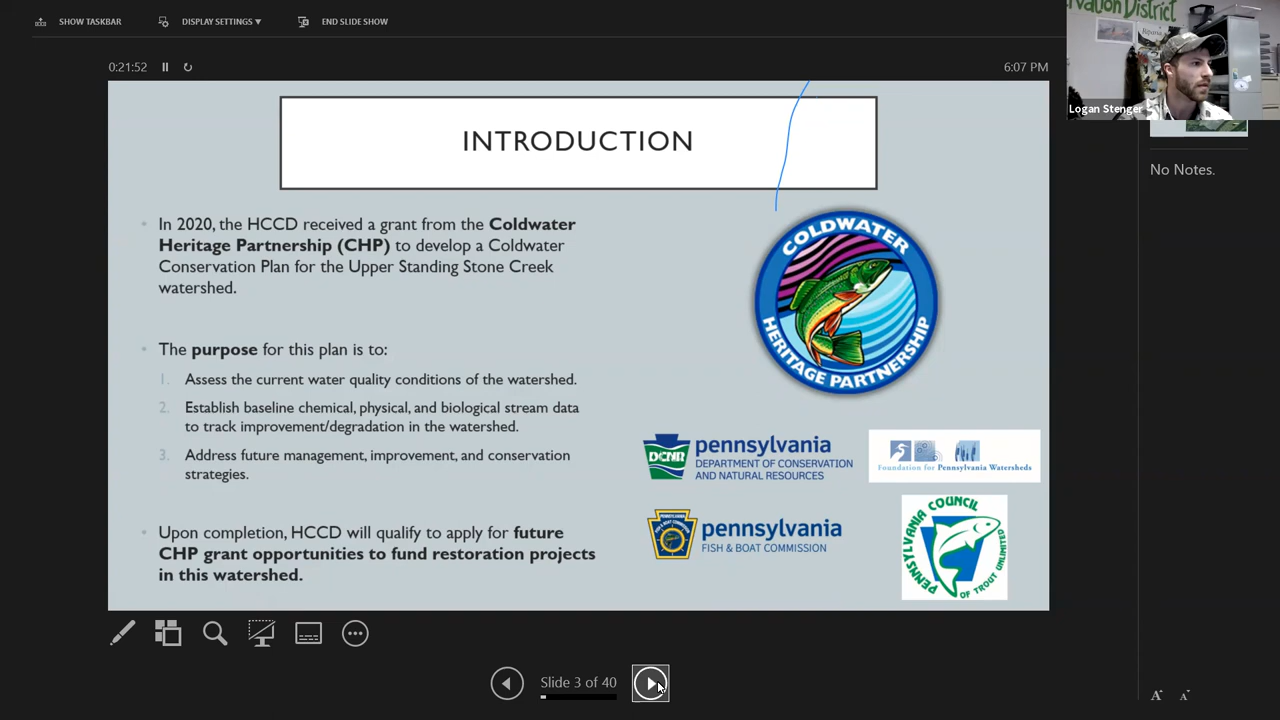 SHOW TASKBAR
DISPLAY SETTINGS ▼
END SLIDE SHOW
ervation District
Logan Stenger
0:21:52
6:07 PM
No Notes.
INTRODUCTION
• In 2020, the HCCD received a grant from the Coldwater
Heritage Partnership (CHP) to develop a Coldwater
Conservation Plan for the Upper Standing Stone Creek
watershed.
• The purpose for this plan is to:
1. Assess the current water quality conditions of the watershed.
2. Establish baseline chemical, physical, and biological stream data
to track improvement/degradation in the watershed.
3. Address future management, improvement, and conservation
strategies.
• Upon completion, HCCD will qualify to apply for future
CHP grant opportunities to fund restoration projects
in this watershed.
COLDWATER
HERITAGE PARTNERSHIP
DCNR
pennsylvania
DEPARTMENT OF CONSERVATION
AND NATURAL RESOURCES
Foundation for Pennsylvania Watersheds
pennsylvania
FISH & BOAT COMMISSION
PENNSYLVANIA COUNCIL
OF TROUT UNLIMITED
Slide 3 of 40
A A